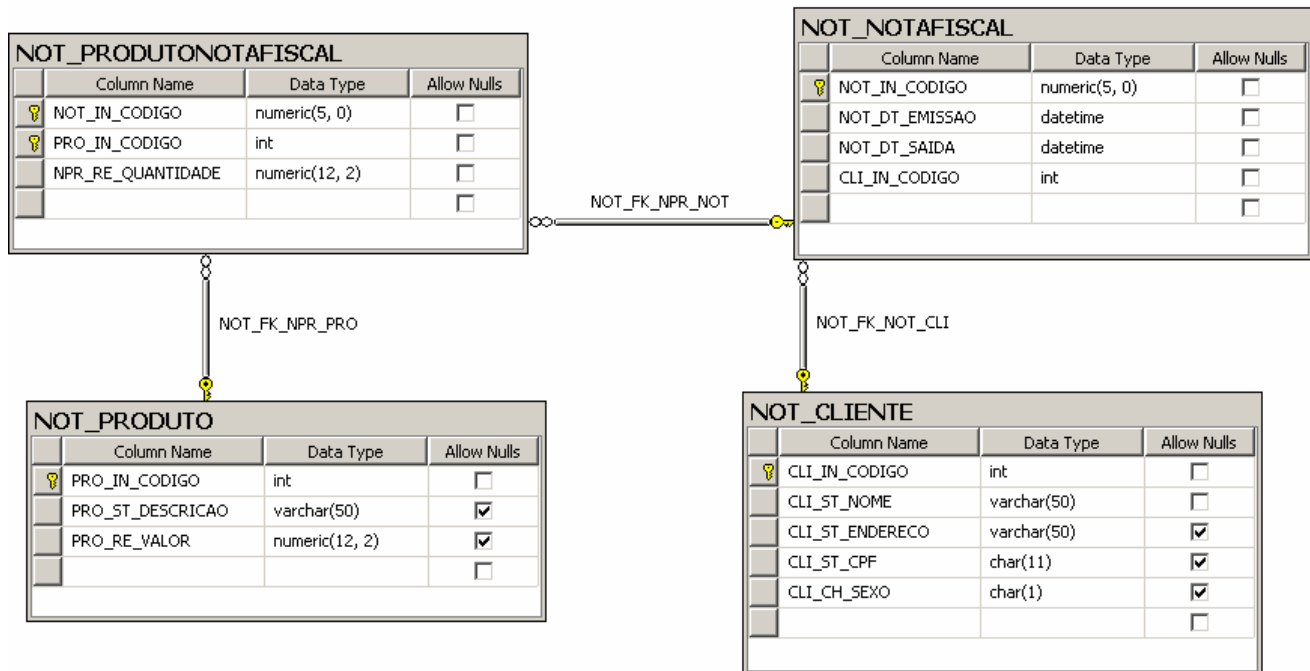 NOT_PRODUTONOTAFISCAL
Column Name Data Type Allow Nulls
NOT_IN_CODIGO numeric(5, 0)
PRO_IN_CODIGO int
NPR_RE_QUANTIDADE numeric(12, 2)
NOT_NOTAFISCAL
Column Name Data Type Allow Nulls
NOT_IN_CODIGO numeric(5, 0)
NOT_DT_EMISSAO datetime
NOT_DT_SAIDA datetime
CLI_IN_CODIGO int
NOT_FK_NPR_NOT
NOT_FK_NPR_PRO
NOT_FK_NOT_CLI
NOT_PRODUTO
Column Name Data Type Allow Nulls
PRO_IN_CODIGO int
PRO_ST_DESCRICAO varchar(50)
PRO_RE_VALOR numeric(12, 2)
NOT_CLIENTE
Column Name Data Type Allow Nulls
CLI_IN_CODIGO int
CLI_ST_NOME varchar(50)
CLI_ST_ENDERECO varchar(50)
CLI_ST_CPF char(11)
CLI_CH_SEXO char(1)